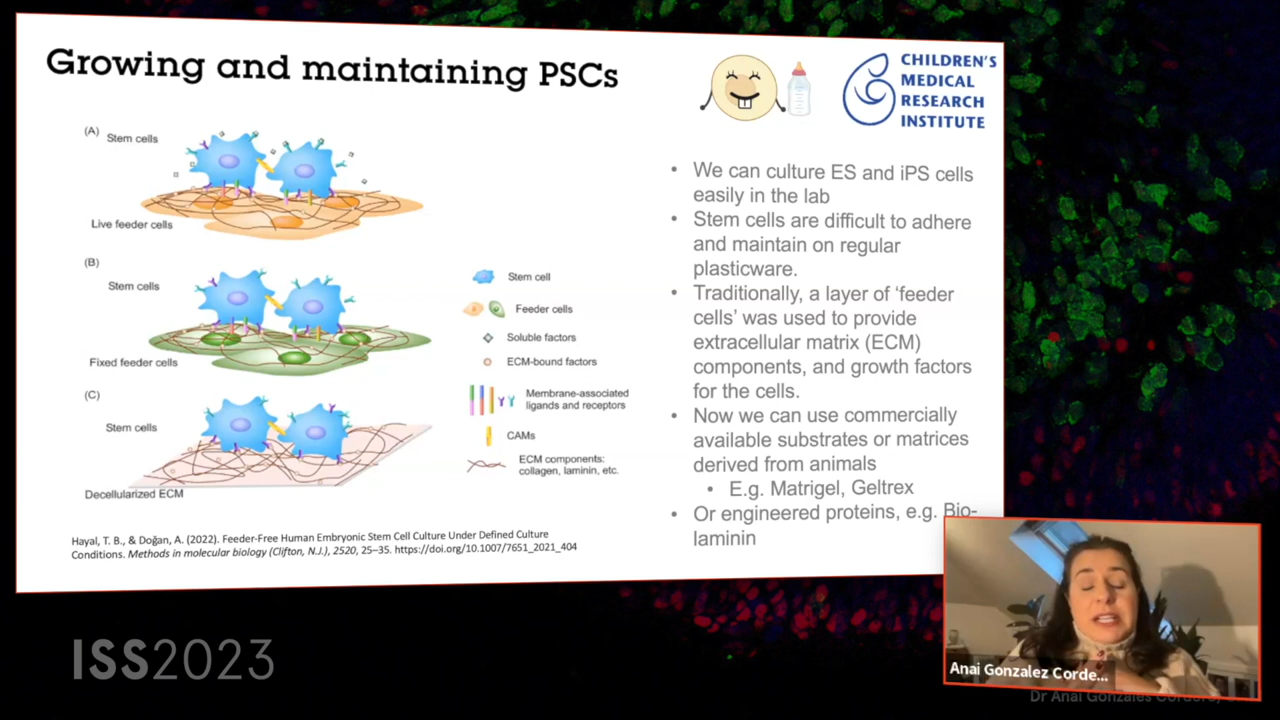 Growing and maintaining PSCs
CHILDREN'S
MEDICAL
RESEARCH
INSTITUTE
(A)
Stem cells
Live feeder cells
(B)
Stem cells
Fixed feeder cells
(C)
Stem cells
Decellularized ECM
Stem cell
Feeder cells
Soluble factors
ECM-bound factors
Membrane-associated
ligands and receptors
CAMs
ECM components:
collagen, laminin, etc.
Hayal, T. B., & Doğan, A. (2022). Feeder-Free Human Embryonic Stem Cell Culture Under Defined Culture
Conditions. Methods in molecular biology (Clifton, N.J.), 2520, 25–35. https://doi.org/10.1007/7651_2021_404
• We can culture ES and iPS cells
easily in the lab
• Stem cells are difficult to adhere
and maintain on regular
plasticware.
• Traditionally, a layer of ‘feeder
cells’ was used to provide
extracellular matrix (ECM)
components, and growth factors
for the cells.
• Now we can use commercially
available substrates or matrices
derived from animals
• E.g. Matrigel, Geltrex
• Or engineered proteins, e.g. Bio-
laminin
ISS2023
Anai Gonzalez Corde...
Dr Anai Gonzales Cordero,